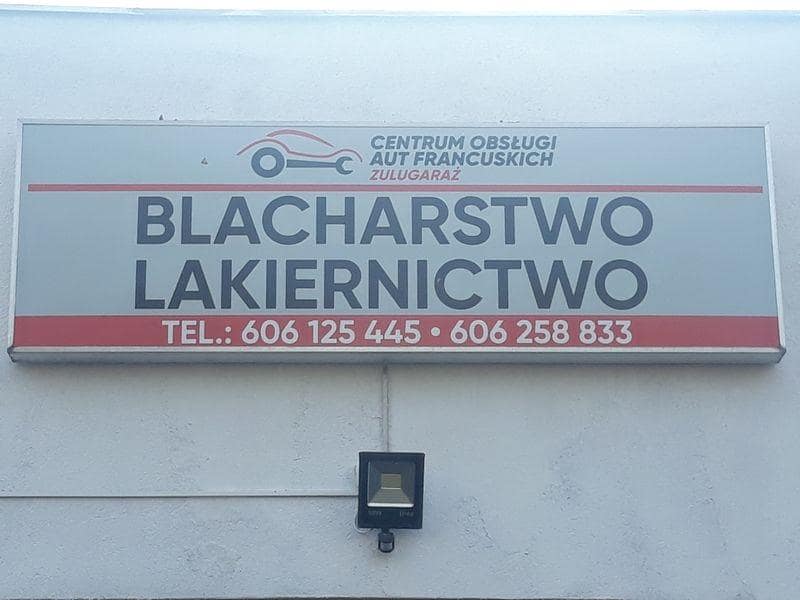 CENTRUM OBSŁUGI
AUT FRANCUSKICH
ZULUGARAŻ
BLACHARSTWO
LAKIERNICTWO
TEL.: 606 125 445 • 606 258 833